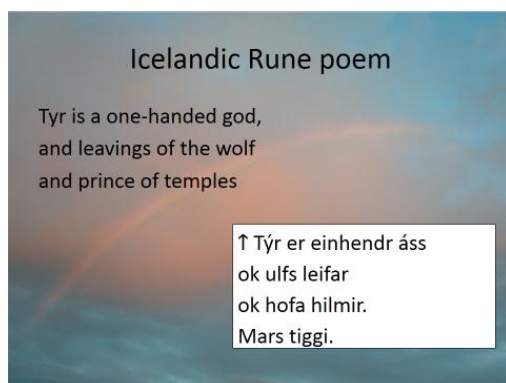 Icelandic Rune poem
Tyr is a one-handed god,
and leavings of the wolf
and prince of temples
↑ Týr er einhendr áss
ok ulfs leifar
ok hofa hilmir.
Mars tiggi.